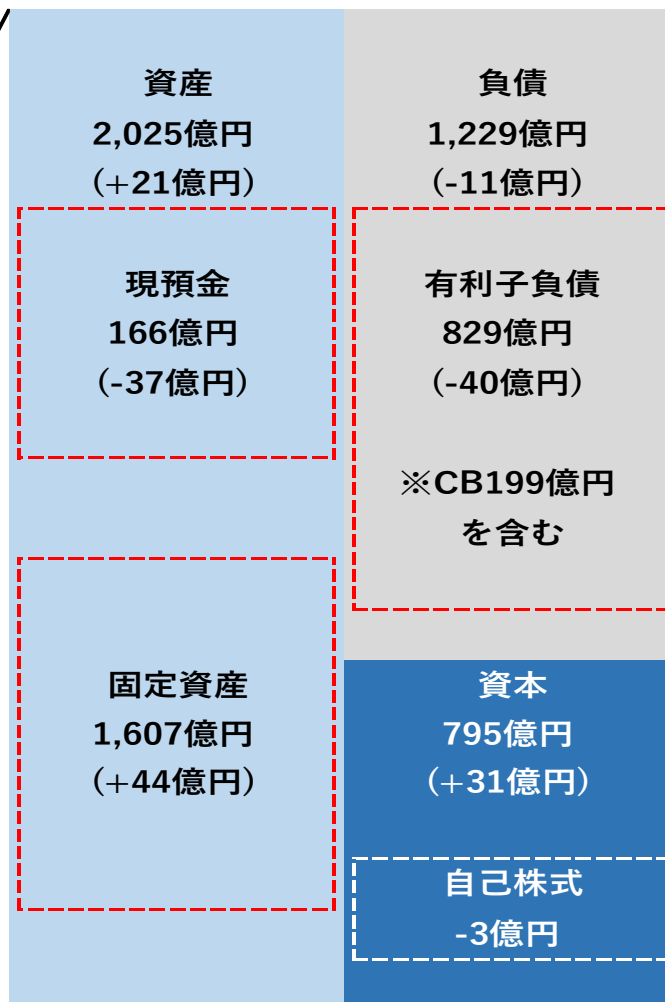 資産
2,025億円
(+21億円)
現預金
166億円
(-37億円)
固定資産
1,607億円
(+44億円)
負債
1,229億円
(-11億円)
有利子負債
829億円
(-40億円)
※CB199億円
を含む
資本
795億円
(+31億円)
自己株式
-3億円